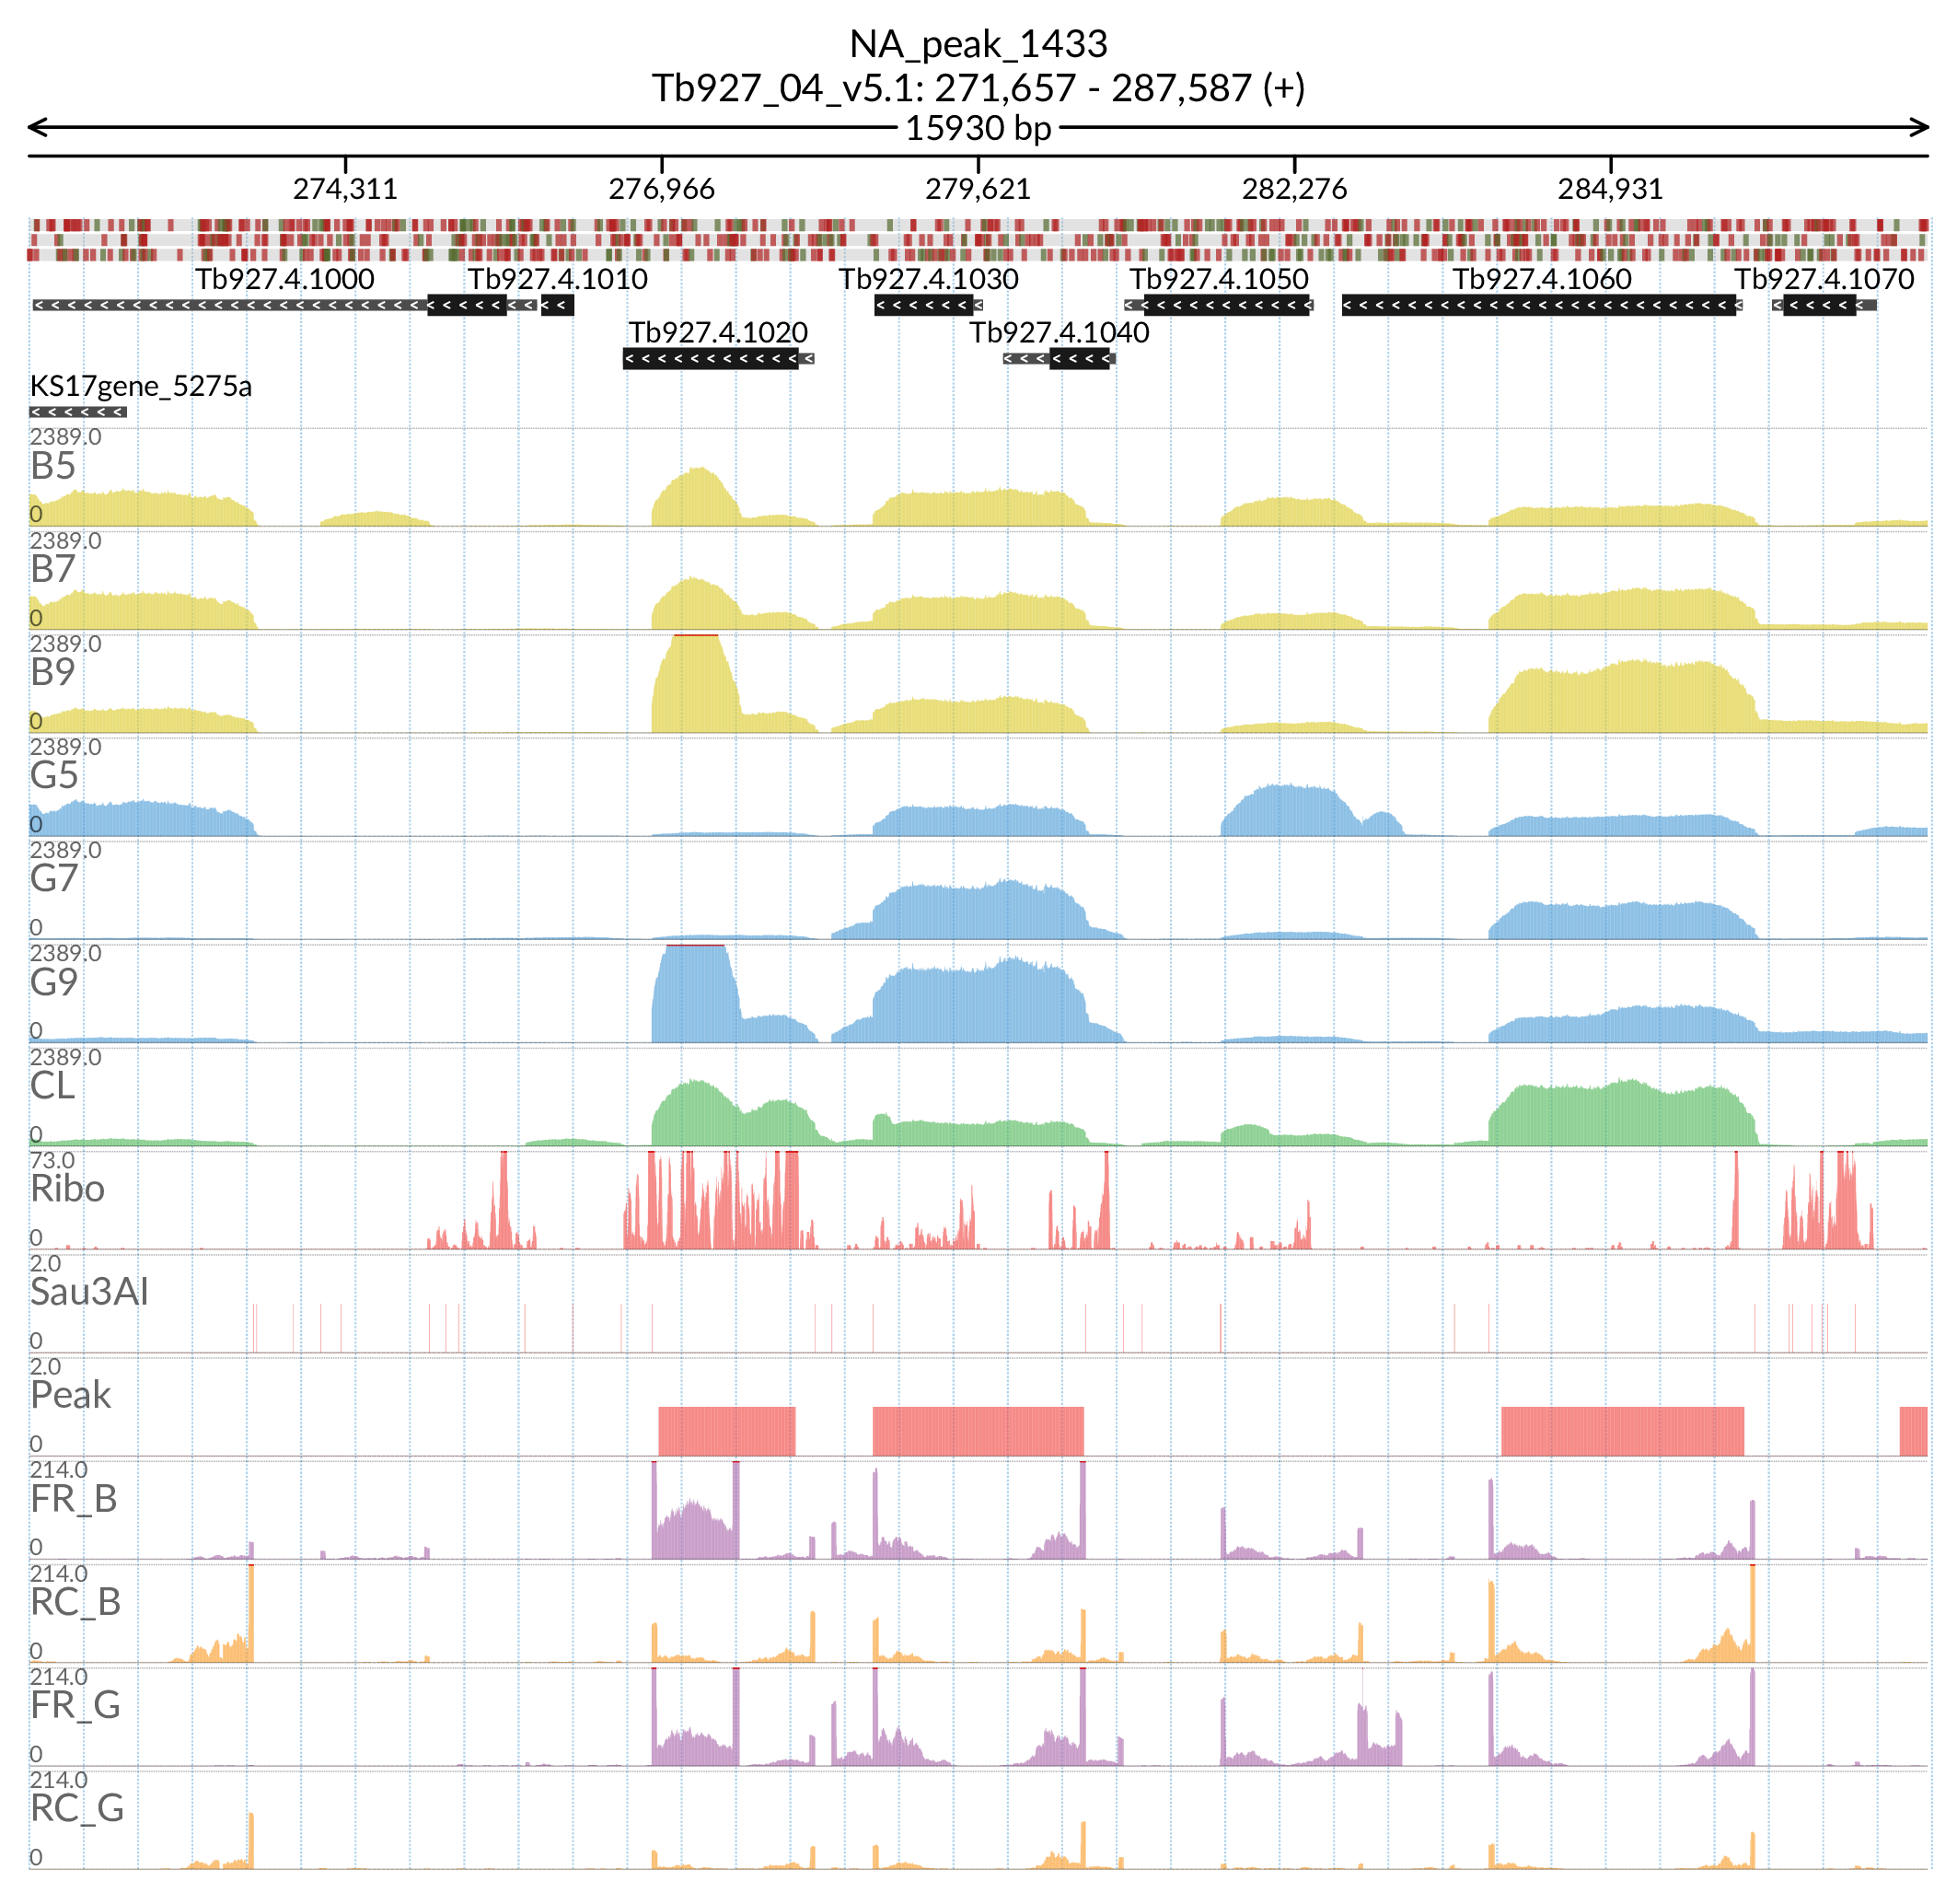 NA_peak_1433
Tb927_04_v5.1: 271,657 - 287,587 (+)
15930 bp
274,311 276,966 279,621 282,276 284,931
Tb927.4.1000 Tb927.4.1010 Tb927.4.1030 Tb927.4.1050 Tb927.4.1060 Tb927.4.1070
Tb927.4.1020 Tb927.4.1040
KS17gene_5275a
2389.0
B5
0
2389.0
B7
0
2389.0
B9
0
2389.0
G5
0
2389.0
G7
0
2389.0
G9
0
2389.0
CL
0
73.0
Ribo
0
2.0
Sau3AI
0
2.0
Peak
0
214.0
FR_B
0
214.0
RC_B
0
214.0
FR_G
0
214.0
RC_G
0